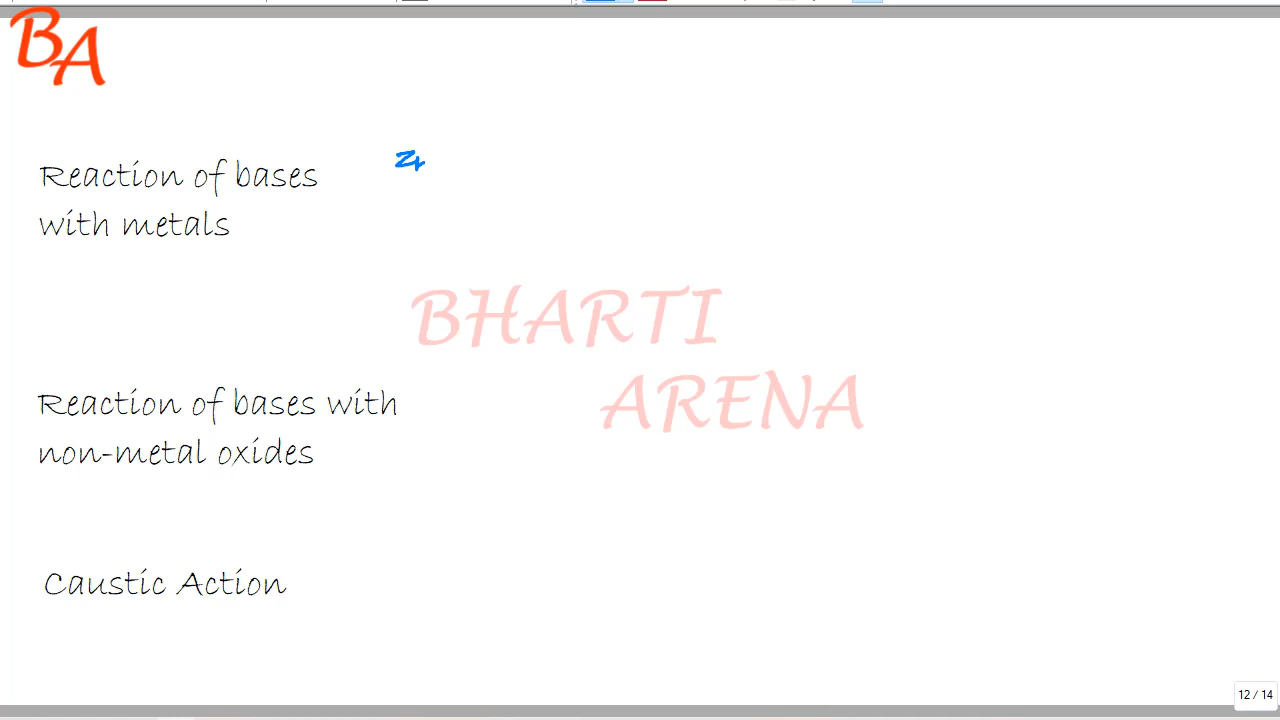 BA
Reaction of bases
with metals
BHARTI
ARENA
Reaction of bases with
non-metal oxides
Caustic Action
12 / 14